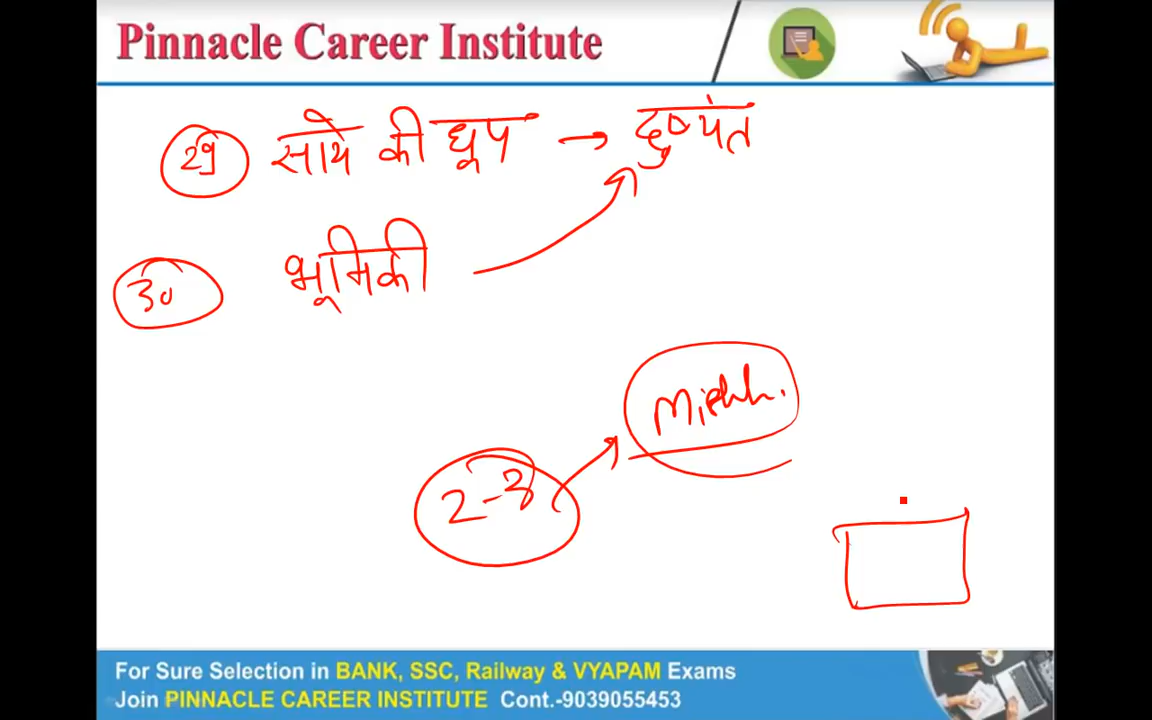 Pinnacle Career Institute
29 साये की धूप → दुष्यंत
30 भूमिकी
2-3
For Sure Selection in BANK, SSC, Railway & VYAPAM Exams
Join PINNACLE CAREER INSTITUTE Cont.-9039055453